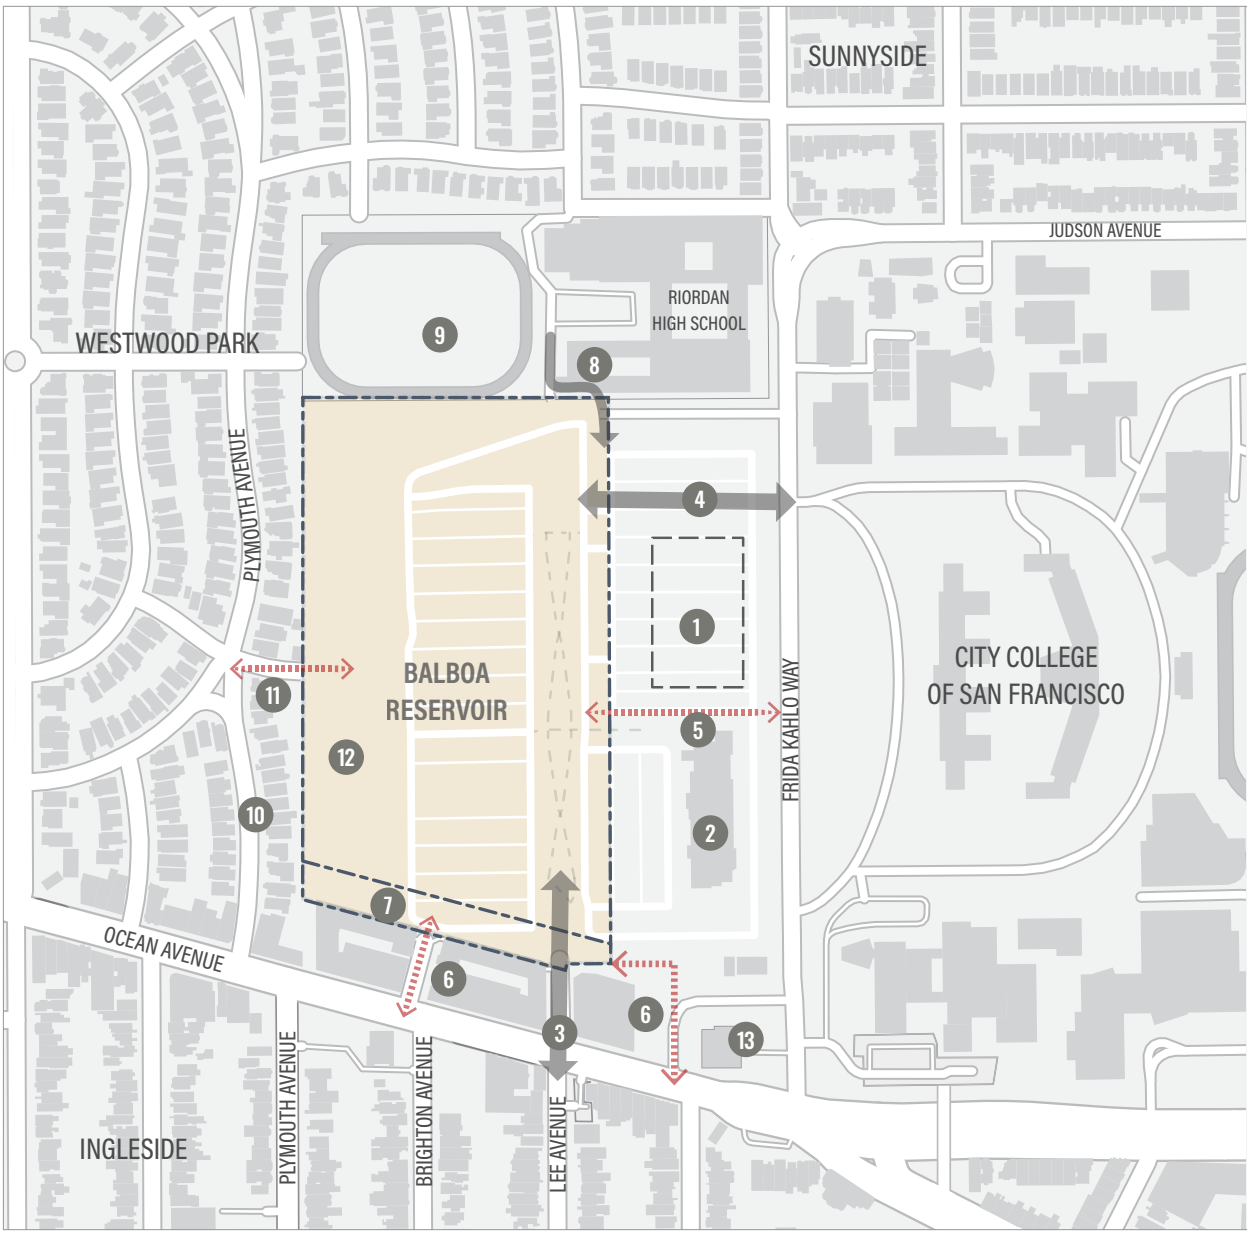 SUNNYSIDE
JUDSON AVENUE
RIORDAN
HIGH SCHOOL
WESTWOOD PARK
9
8
PLYMOUTH AVENUE
4
1
CITY COLLEGE
OF SAN FRANCISCO
BALBOA
RESERVOIR
11
5
FRIDA KAHLO WAY
12
10
2
7
OCEAN AVENUE
6
6
3
13
PLYMOUTH AVENUE
BRIGHTON AVENUE
LEE AVENUE
INGLESIDE